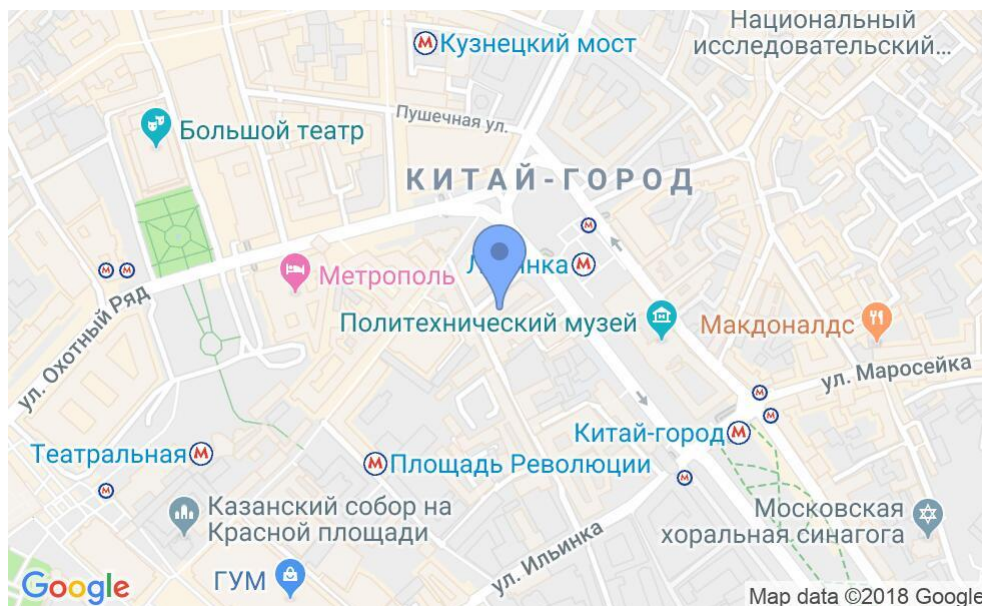 Национальный
исследовательский...
Кузнецкий мост
Пушечная ул.
Большой театр
КИТАЙ-ГОРОД
Метрополь
Политехнический музей
Макдоналдс
ул. Охотный Ряд
ул. Маросейка
Китай-город
Театральная
Площадь Революции
Казанский собор на
Красной площади
Московская
хоральная синагога
ул. Ильинка
ГУМ
Google
Map data ©2018 Google